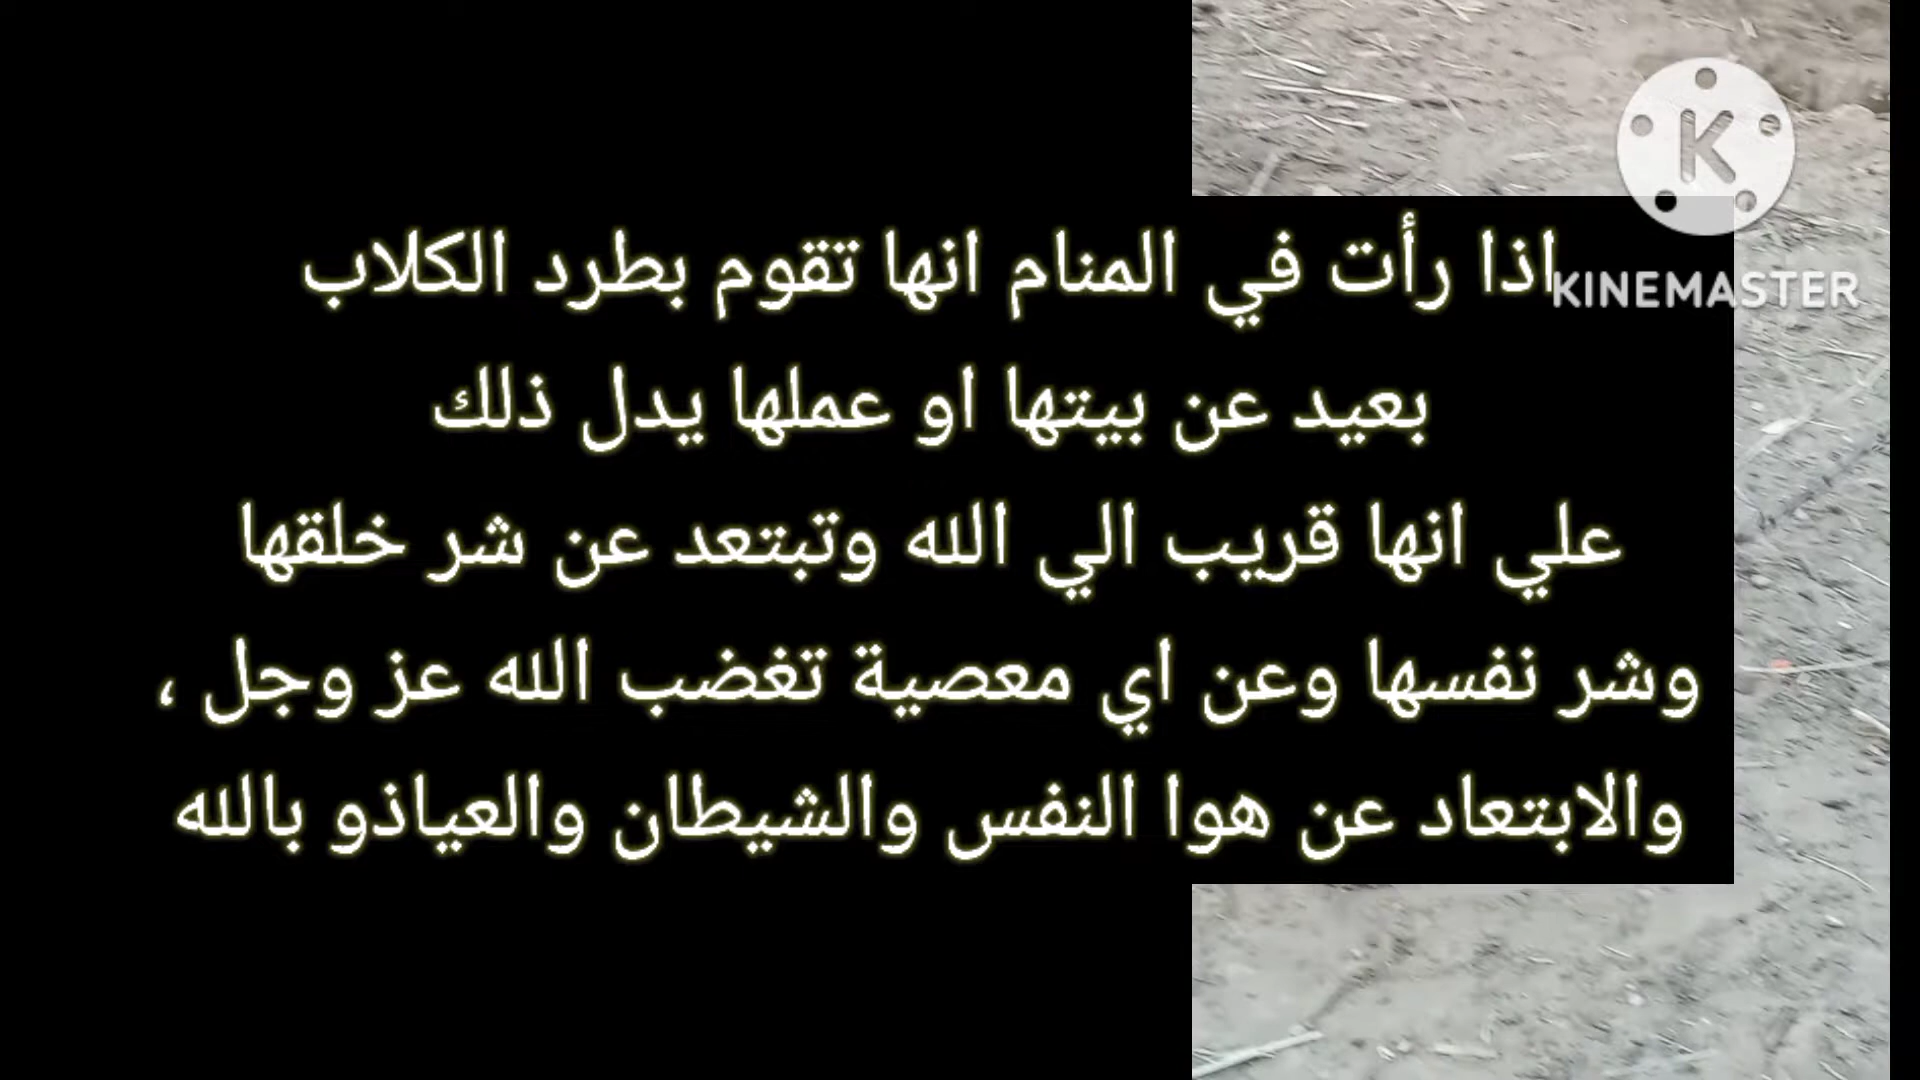 اذا رأت في المنام انها تقوم بطرد الكلاب
بعيد عن بيتها او عملها يدل ذلك
علي انها قريب الي الله وتبتعد عن شر خلقها
وشر نفسها وعن اي معصية تغضب الله عز وجل ،
والابتعاد عن هوا النفس والشيطان والعياذو بالله
K
KINEMASTER